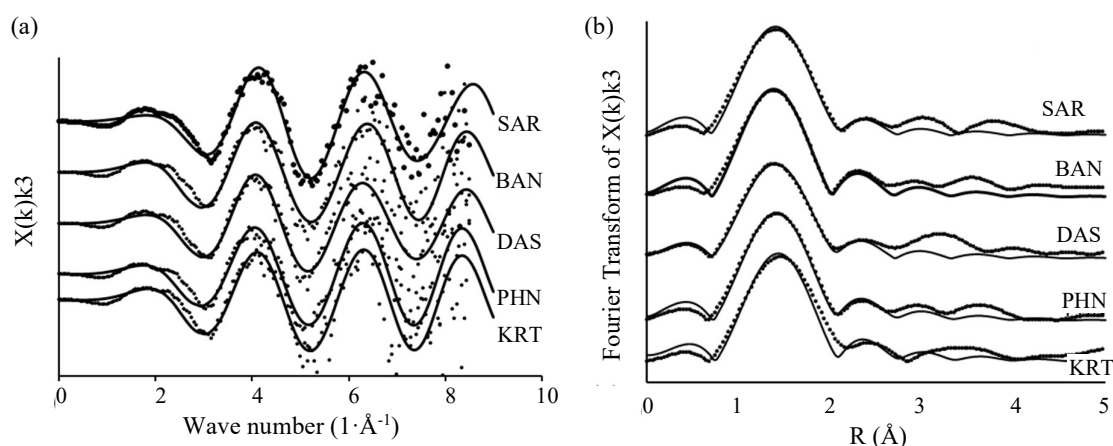 (a)
X(k)k3
SAR
BAN
DAS
PHN
KRT
0 2 4 6 8 10
Wave number (1·Å⁻¹)
(b)
Fourier Transform of X(k)k3
SAR
BAN
DAS
PHN
KRT
0 1 2 3 4 5
R (Å)